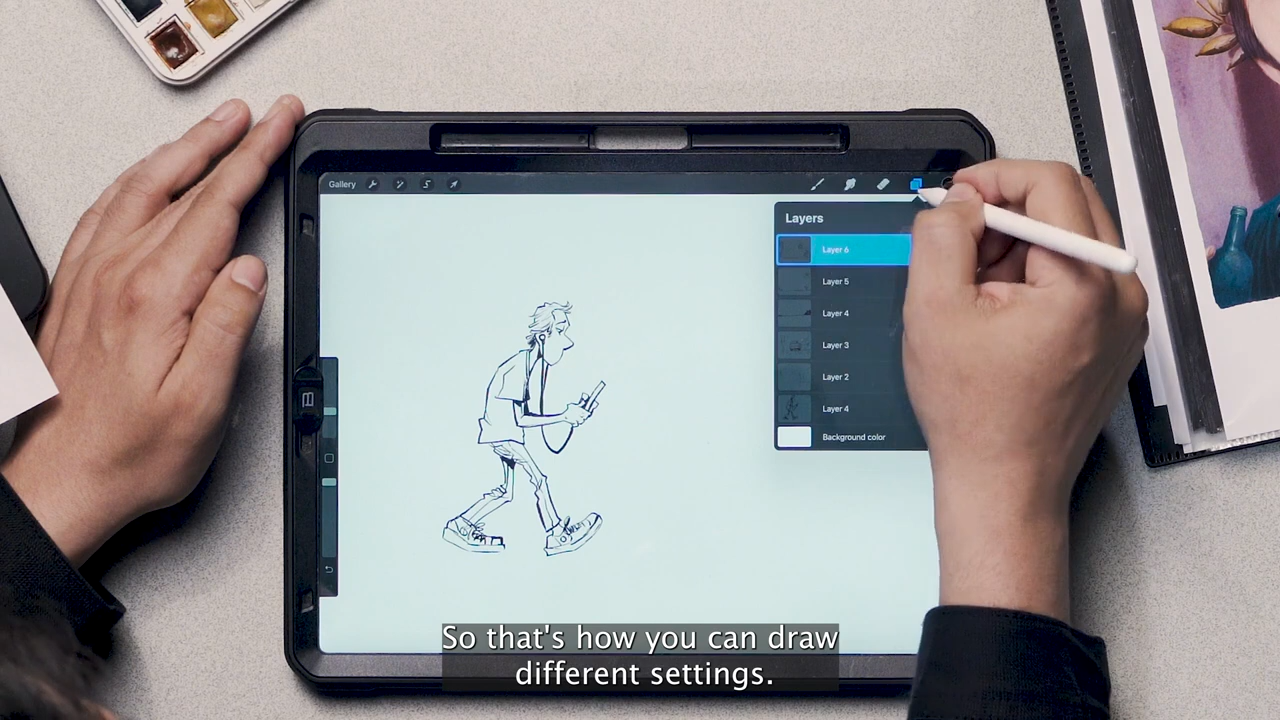 Gallery
Layers
Layer 6
Layer 5
Layer 4
Layer 3
Layer 2
Layer 4
Background color
So that's how you can draw
different settings.